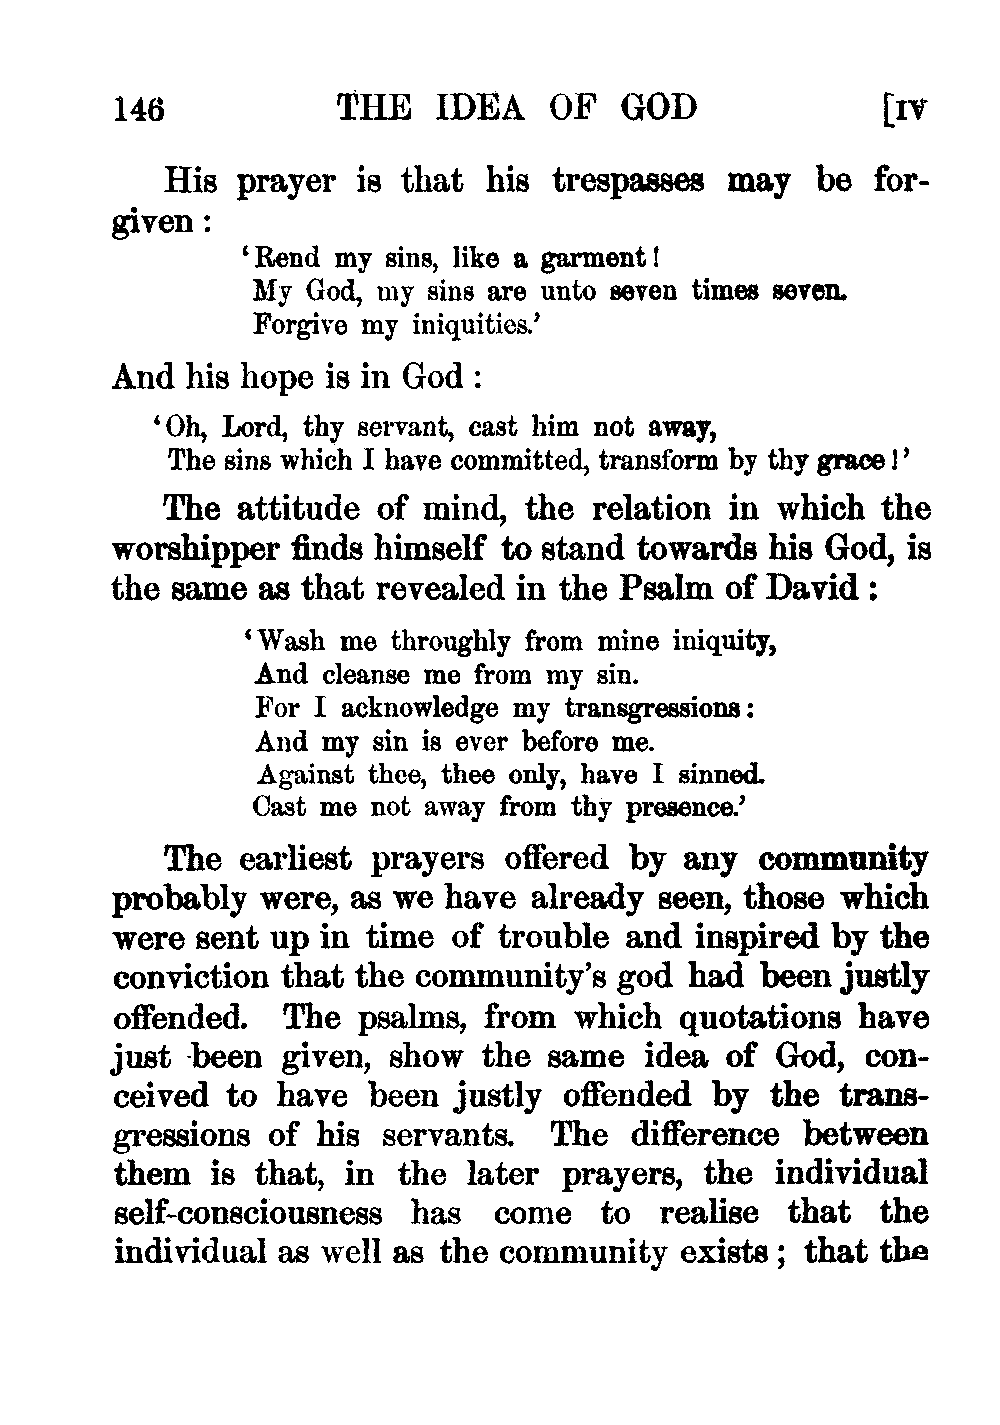 146 THE IDEA OF GOD [IV
His prayer is that his trespasses may be for-
given :
‘Rend my sins, like a garment!
My God, my sins are unto seven times seven.
Forgive my iniquities.’
And his hope is in God :
‘Oh, Lord, thy servant, cast him not away,
The sins which I have committed, transform by thy grace!’
The attitude of mind, the relation in which the
worshipper finds himself to stand towards his God, is
the same as that revealed in the Psalm of David :
‘Wash me throughly from mine iniquity,
And cleanse me from my sin.
For I acknowledge my transgressions:
And my sin is ever before me.
Against thee, thee only, have I sinned.
Cast me not away from thy presence.’
The earliest prayers offered by any community
probably were, as we have already seen, those which
were sent up in time of trouble and inspired by the
conviction that the community’s god had been justly
offended. The psalms, from which quotations have
just been given, show the same idea of God, con-
ceived to have been justly offended by the trans-
gressions of his servants. The difference between
them is that, in the later prayers, the individual
self-consciousness has come to realise that the
individual as well as the community exists ; that the